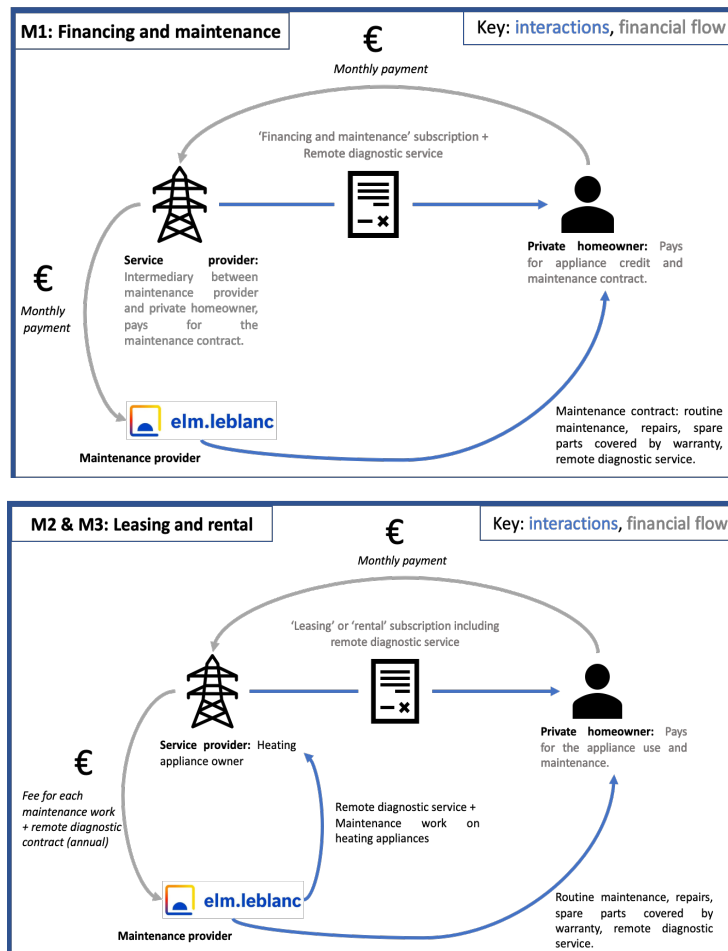 M1: Financing and maintenance
Key: interactions, financial flow
€
Monthly payment
‘Financing and maintenance’ subscription +
Remote diagnostic service
Service provider:
Intermediary between
maintenance provider
and private homeowner,
pays for the
maintenance contract.
Private homeowner: Pays
for appliance credit and
maintenance contract.
€
Monthly
payment
elm.leblanc
Maintenance provider
Maintenance contract: routine
maintenance, repairs, spare
parts covered by warranty,
remote diagnostic service.
M2 & M3: Leasing and rental
Key: interactions, financial flow
€
Monthly payment
‘Leasing’ or ‘rental’ subscription including
remote diagnostic service
Service provider: Heating
appliance owner
Private homeowner: Pays
for the appliance use and
maintenance.
€
Fee for each
maintenance work
+ remote diagnostic
contract (annual)
Remote diagnostic service +
Maintenance work on
heating appliances
elm.leblanc
Maintenance provider
Routine maintenance, repairs,
spare parts covered by
warranty, remote diagnostic
service.